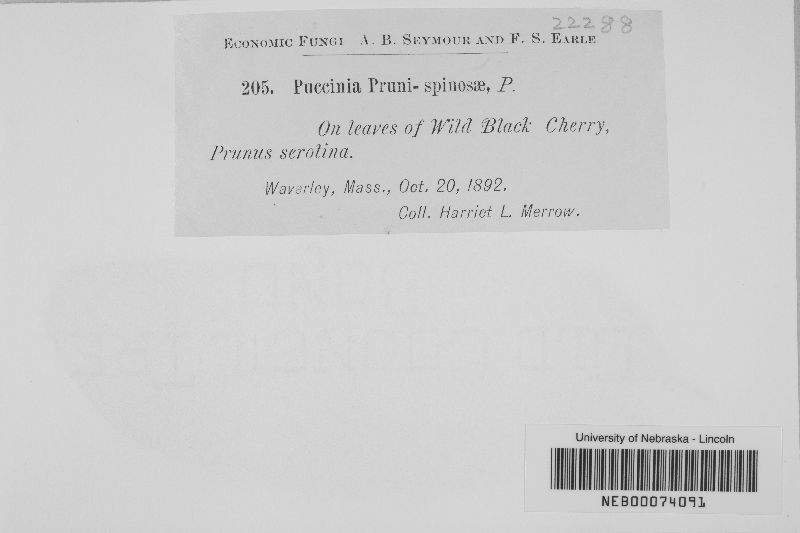 22288
Economic Fungi A. B. Seymour and F. S. Earle
205. Puccinia Pruni-spinosæ, P.
On leaves of Wild Black Cherry,
Prunus serotina.
Waverley, Mass., Oct. 20, 1892.
Coll. Harriet L. Merrow.
University of Nebraska - Lincoln
NEB00074091